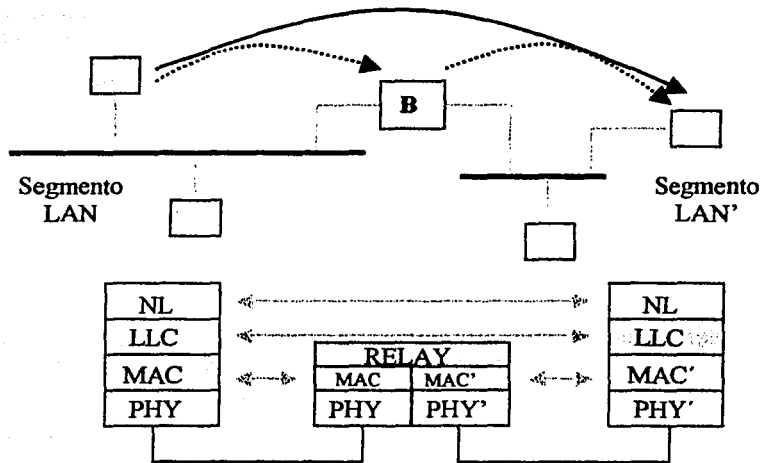 B
Segmento
LAN
Segmento
LAN'
NL
LLC
MAC
PHY
RELAY
MAC MAC'
PHY PHY'
NL
LLC
MAC´
PHY´